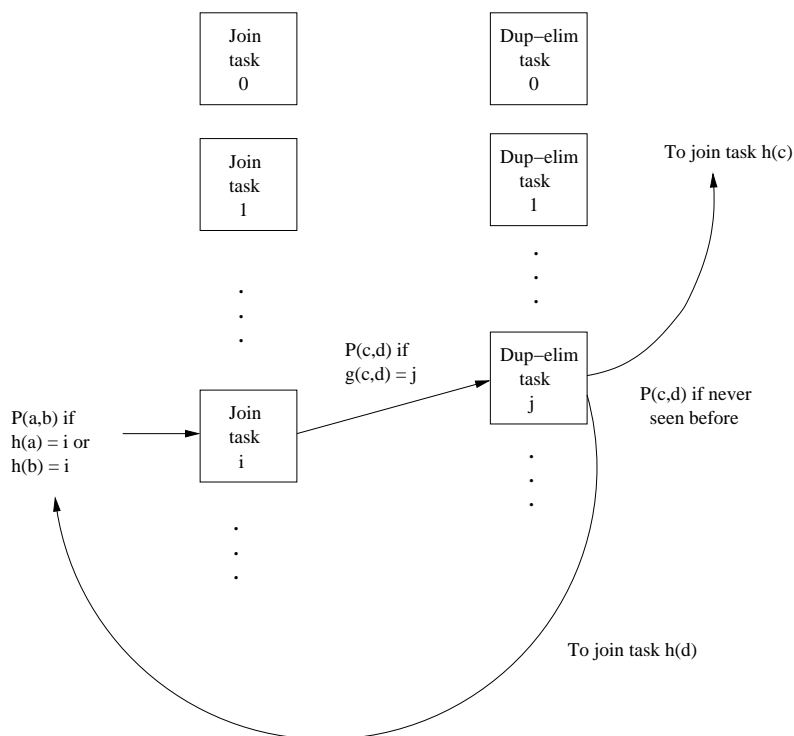 Join
task
0
Dup−elim
task
0
Join
task
1
Dup−elim
task
1
To join task h(c)
P(c,d) if
g(c,d) = j
Dup−elim
task
j
P(c,d) if never
seen before
P(a,b) if
h(a) = i or
h(b) = i
Join
task
i
To join task h(d)